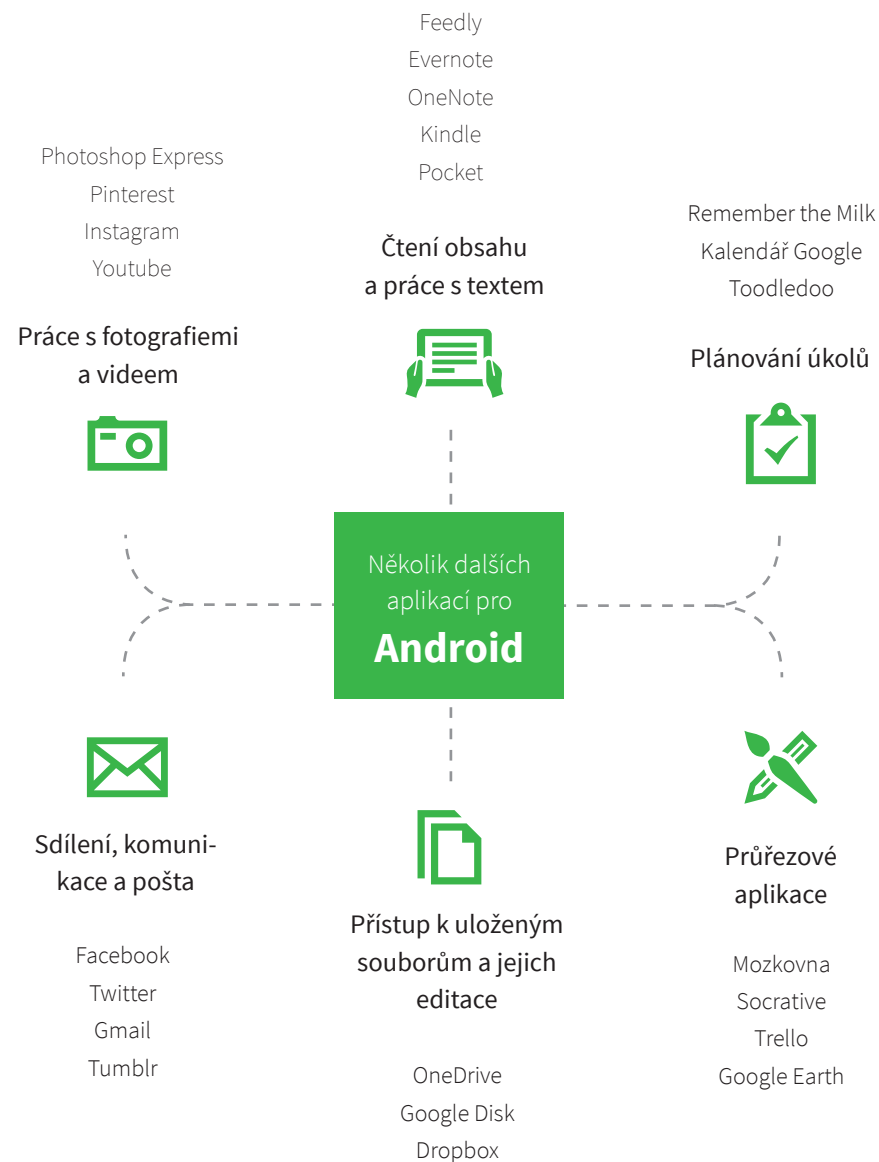 Feedly
Evernote
OneNote
Kindle
Pocket
Čtení obsahu
a práce s textem
Photoshop Express
Pinterest
Instagram
Youtube
Práce s fotografiemi
a videem
Remember the Milk
Kalendář Google
Toodledoo
Plánování úkolů
Několik dalších
aplikací pro
Android
Sdílení, komuni-
kace a pošta
Facebook
Twitter
Gmail
Tumblr
Přístup k uloženým
souborům a jejich
editace
OneDrive
Google Disk
Dropbox
Průřezové
aplikace
Mozkovna
Socrative
Trello
Google Earth